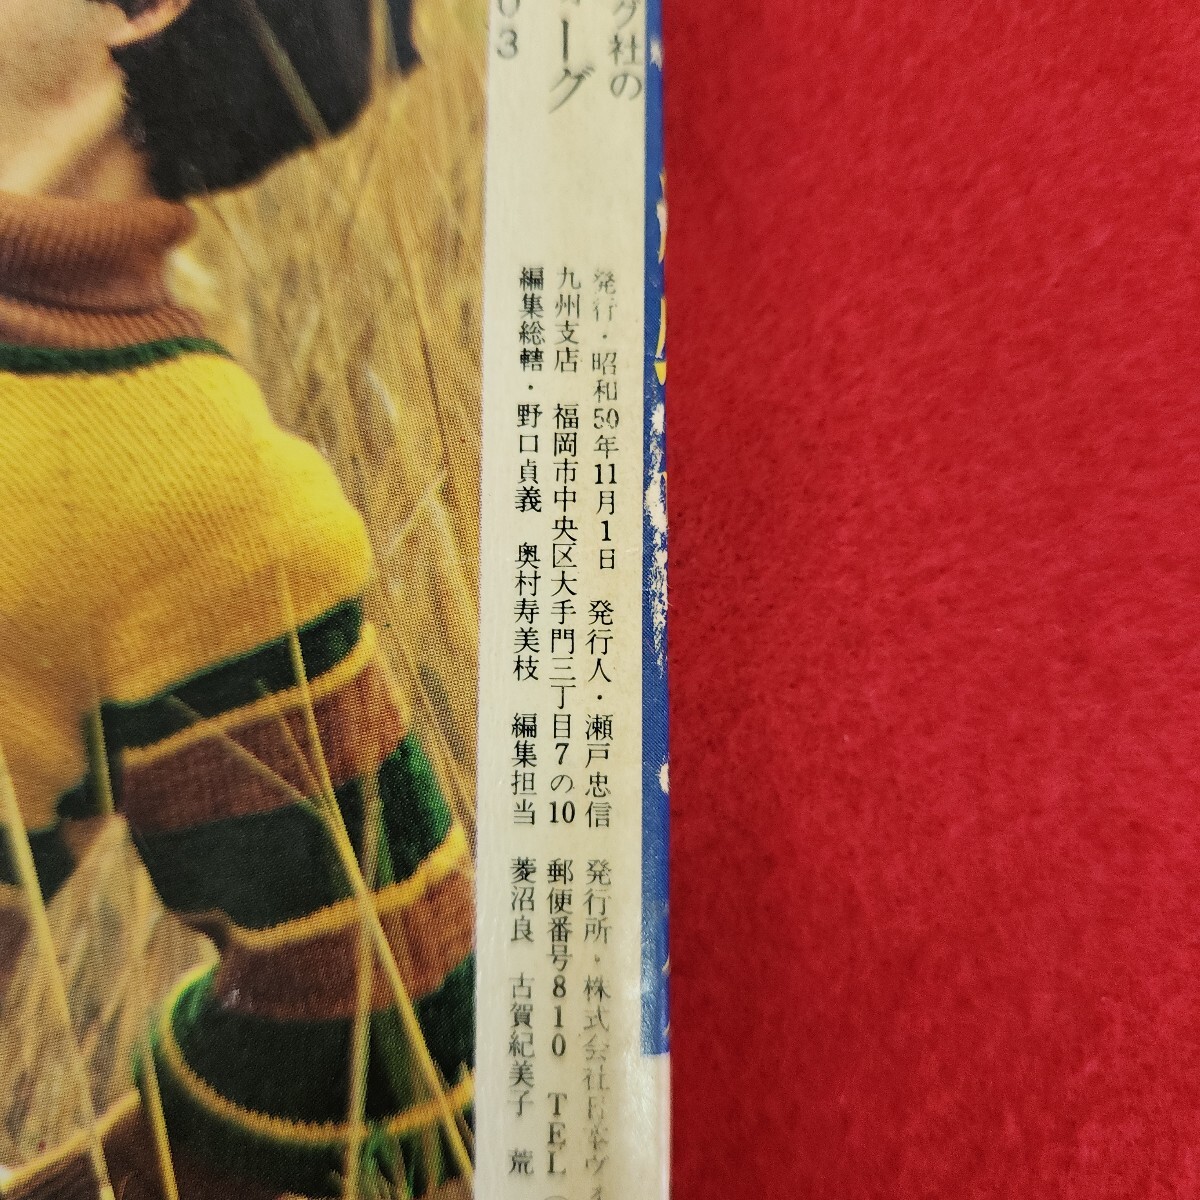 グ社の
ーグ
03
発行・昭和50年11月1日　発行人・瀬戸忠信　発行所・株式会社日本ヴォ
九州支店　福岡市中央区大手門三丁目7の10　郵便番号810　TEL（
編集総轄・野口貞義　奥村寿美枝　編集担当　菱沼良　古賀紀美子　荒